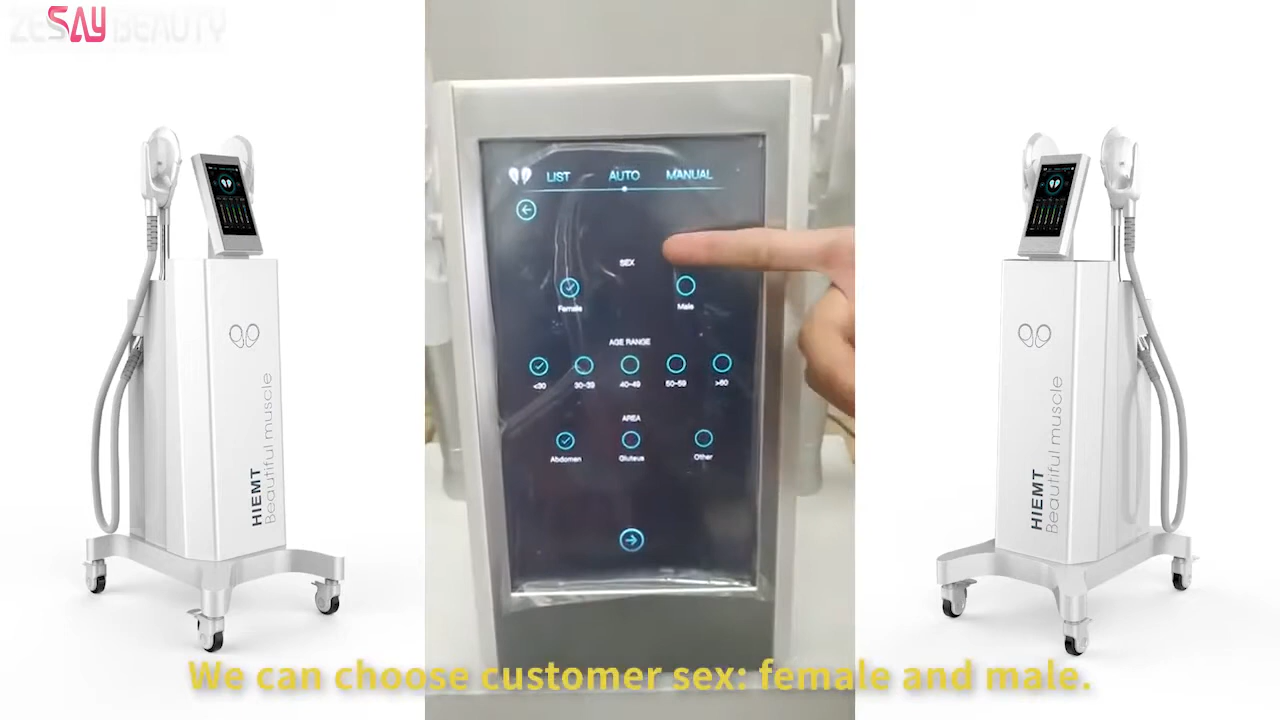 ZESAY BEAUTY
LIST AUTO MANUAL
SEX
Female Male
AGE RANGE
<30 30-39 40-49 50-59 >60
AREA
Abdomen Gluteus Other
HIEMT
Beautiful muscle
HIEMT
Beautiful muscle
We can choose customer sex: female and male.